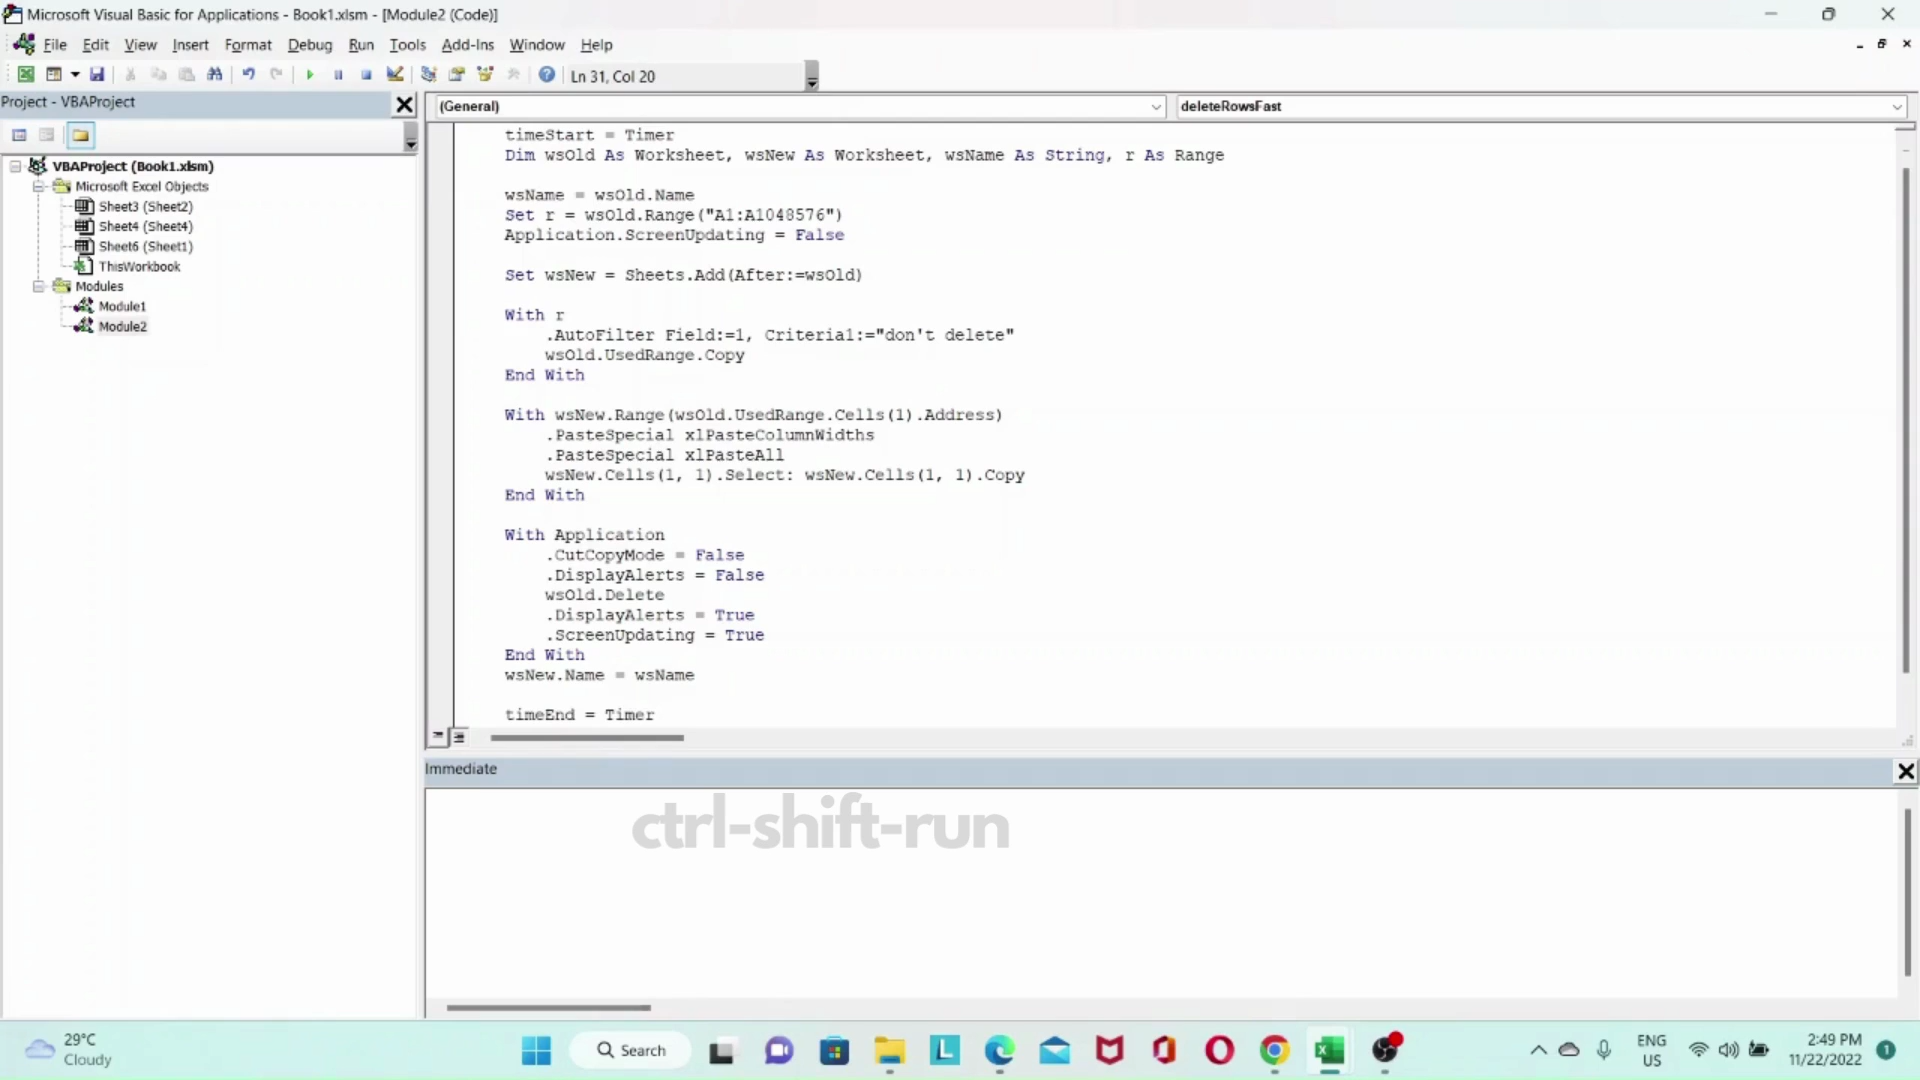 Microsoft Visual Basic for Applications - Book1.xlsm - [Module2 (Code)]
File Edit View Insert Format Debug Run Tools Add-Ins Window Help
Ln 31, Col 20
Project - VBAProject
(General)
deleteRowsFast
VBAProject (Book1.xlsm)
Microsoft Excel Objects
Sheet3 (Sheet2)
Sheet4 (Sheet4)
Sheet6 (Sheet1)
ThisWorkbook
Modules
Module1
Module2
timeStart = Timer
Dim wsOld As Worksheet, wsNew As Worksheet, wsName As String, r As Range
wsName = wsOld.Name
Set r = wsOld.Range("A1:A1048576")
Application.ScreenUpdating = False
Set wsNew = Sheets.Add(After:=wsOld)
With r
.AutoFilter Field:=1, Criteria1:="don't delete"
wsOld.UsedRange.Copy
End With
With wsNew.Range(wsOld.UsedRange.Cells(1).Address)
.PasteSpecial xlPasteColumnWidths
.PasteSpecial xlPasteAll
wsNew.Cells(1, 1).Select: wsNew.Cells(1, 1).Copy
End With
With Application
.CutCopyMode = False
.DisplayAlerts = False
wsOld.Delete
.DisplayAlerts = True
.ScreenUpdating = True
End With
wsNew.Name = wsName
timeEnd = Timer
Immediate
ctrl-shift-run
29°C
Cloudy
Search
ENG
US
2:49 PM
11/22/2022
1